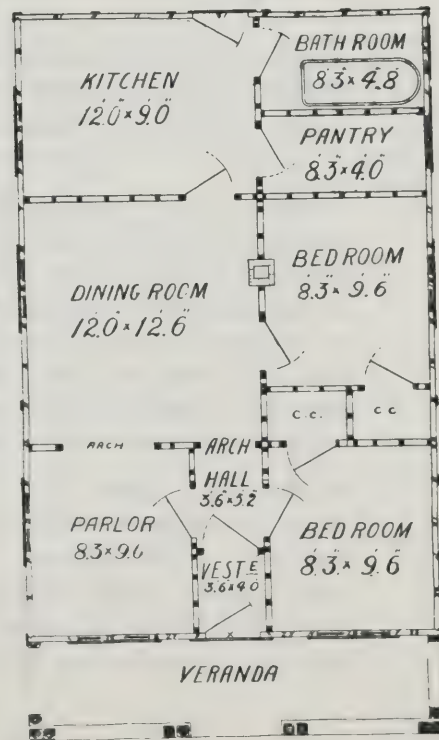 BATH ROOM
8'3" × 4'8"
KITCHEN
12'0" × 9'0"
PANTRY
8'3" × 4'0"
BED ROOM
8'3" × 9'6"
DINING ROOM
12'0" × 12'6"
C.C.
C C
ARCH
ARCH
HALL
3'6" × 5'2"
PARLOR
8'3" × 9'6"
BED ROOM
8'3" × 9'6"
VESTE
3'6" × 4'0"
VERANDA